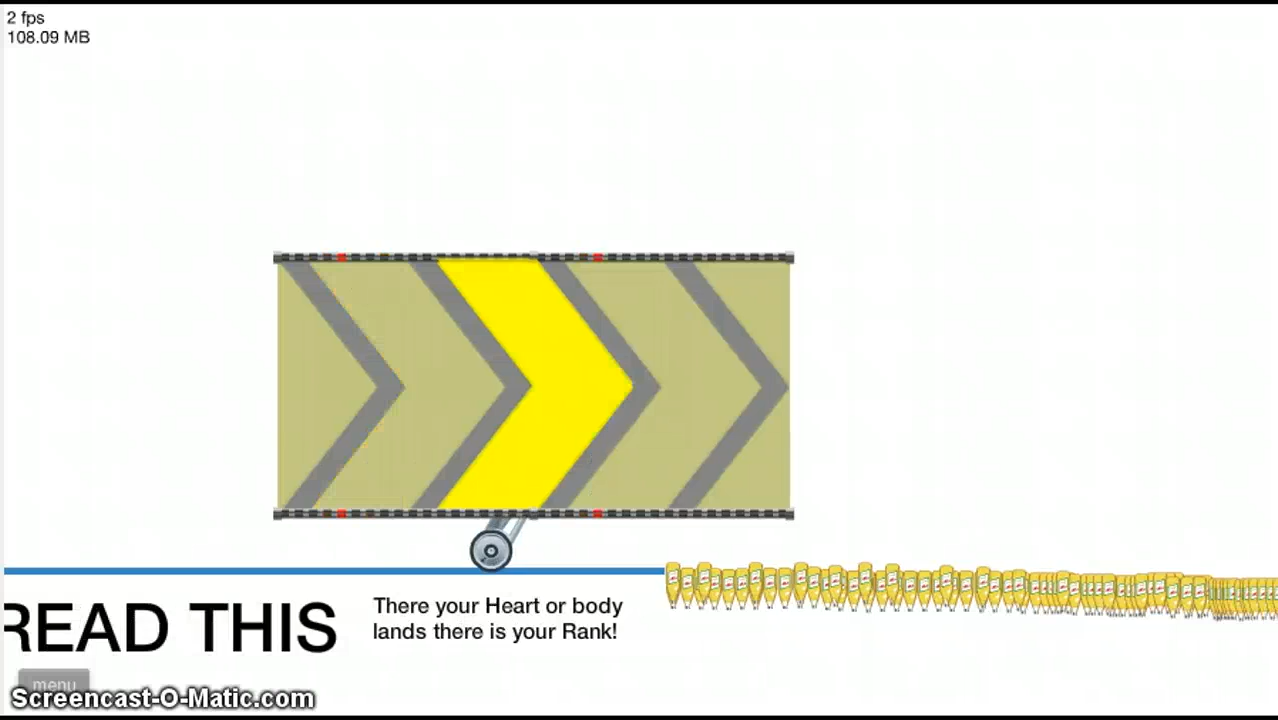 2 fps
108.09 MB
READ THIS
There your Heart or body
lands there is your Rank!
menu
Screencast-O-Matic.com